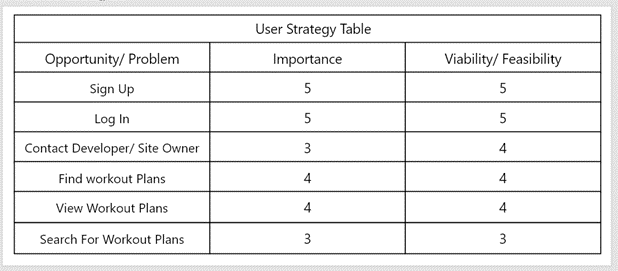 User Strategy Table
Opportunity/ Problem Importance Viability/ Feasibility
Sign Up 5 5
Log In 5 5
Contact Developer/ Site Owner 3 4
Find workout Plans 4 4
View Workout Plans 4 4
Search For Workout Plans 3 3